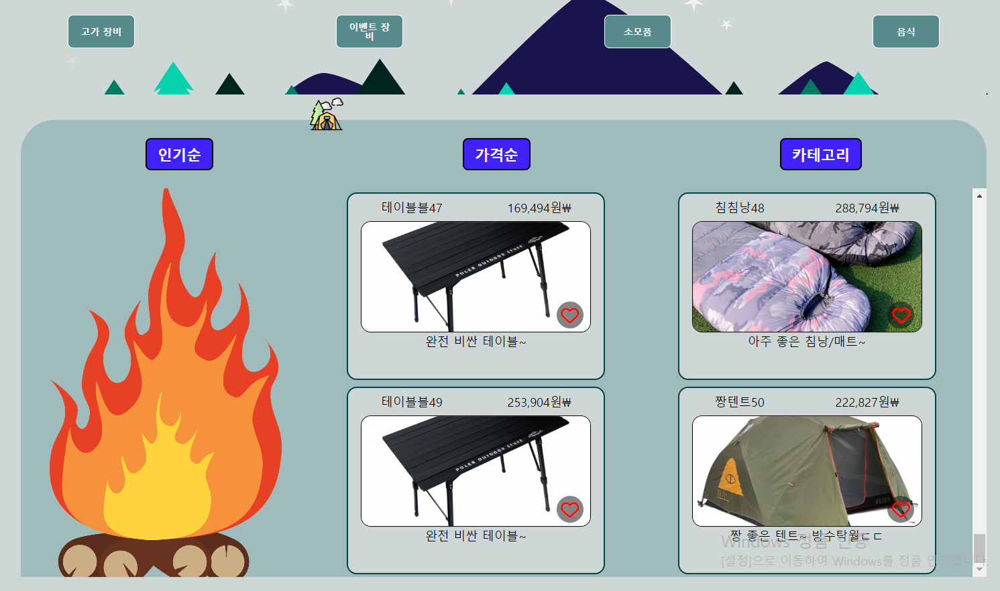 고가 장비
이벤트 장
비
소모품
음식
인기순
가격순
카테고리
테이블블47 169,494원₩
POLER OUTDOOR STUFF
완전 비싼 테이블~
침침낭48 288,794원₩
아주 좋은 침낭/매트~
테이블블49 253,904원₩
POLER OUTDOOR STUFF
완전 비싼 테이블~
짱텐트50 222,827원₩
짱 좋은 텐트~ 방수탁월ㄷㄷ
Windows 정품 인증
[설정]으로 이동하여 Windows를 정품 인증합니다.